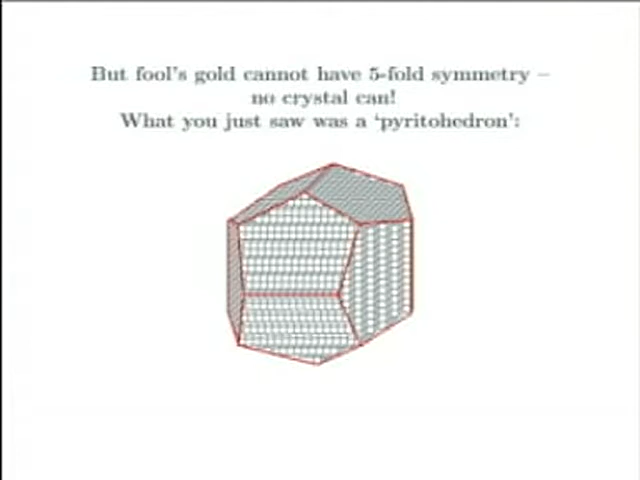 But fool's gold cannot have 5-fold symmetry –
no crystal can!
What you just saw was a ‘pyritohedron’: